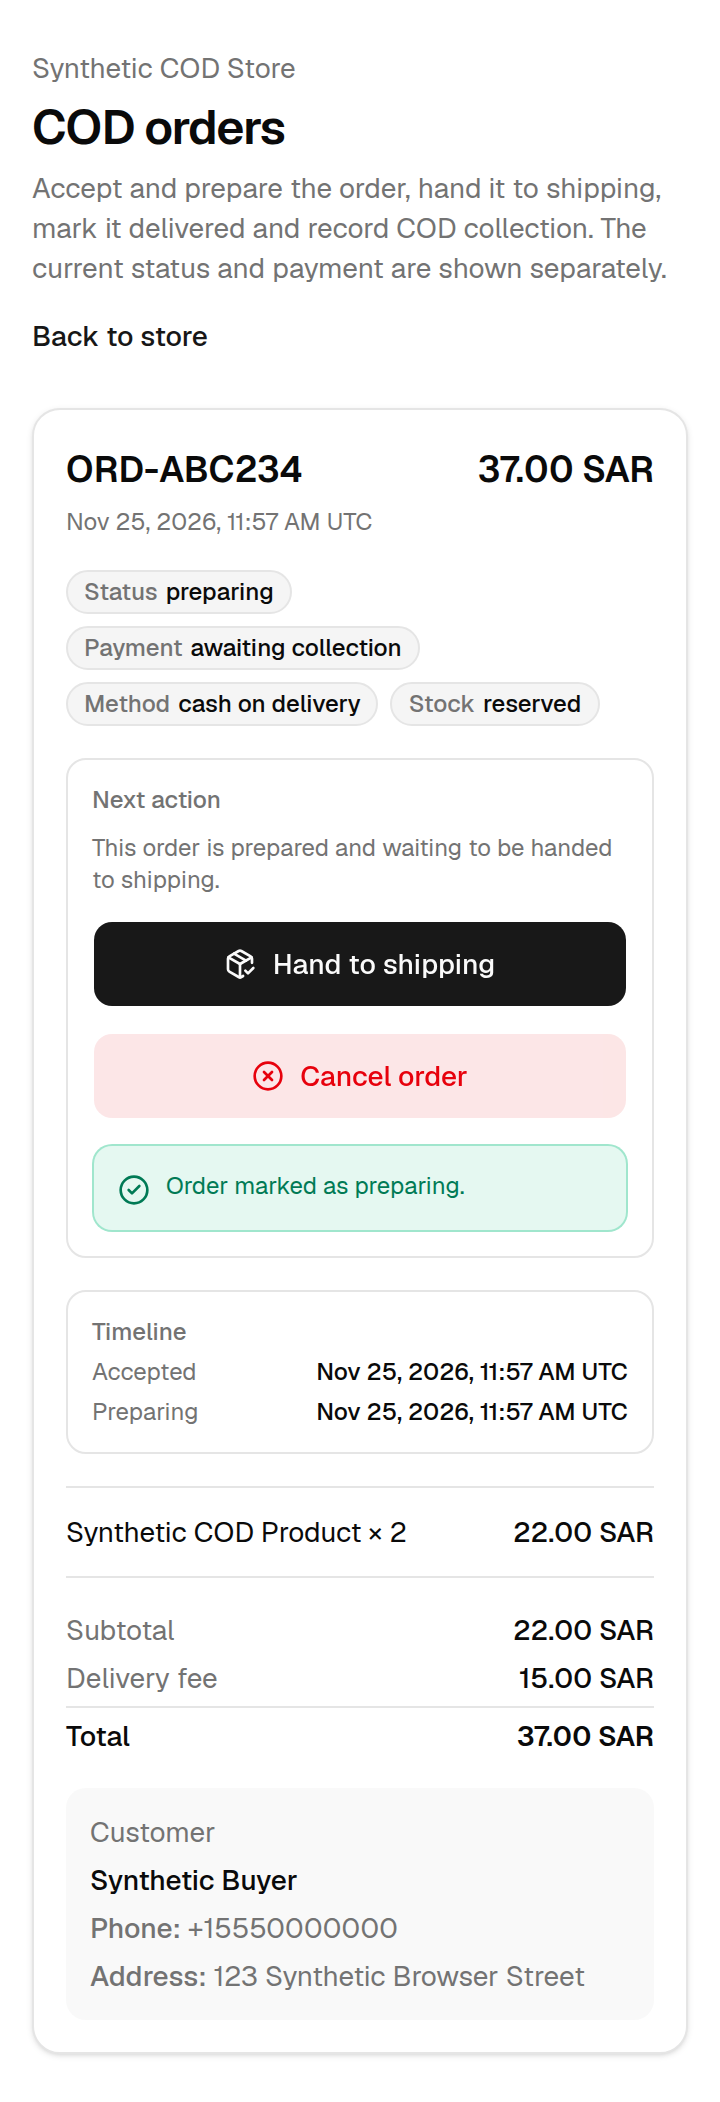 Synthetic COD Store
COD orders
Accept and prepare the order, hand it to shipping,
mark it delivered and record COD collection. The
current status and payment are shown separately.
Back to store
ORD-ABC234 37.00 SAR
Nov 25, 2026, 11:57 AM UTC
Status preparing
Payment awaiting collection
Method cash on delivery Stock reserved
Next action
This order is prepared and waiting to be handed
to shipping.
Hand to shipping
Cancel order
Order marked as preparing.
Timeline
Accepted Nov 25, 2026, 11:57 AM UTC
Preparing Nov 25, 2026, 11:57 AM UTC
Synthetic COD Product × 2 22.00 SAR
Subtotal 22.00 SAR
Delivery fee 15.00 SAR
Total 37.00 SAR
Customer
Synthetic Buyer
Phone: +15550000000
Address: 123 Synthetic Browser Street